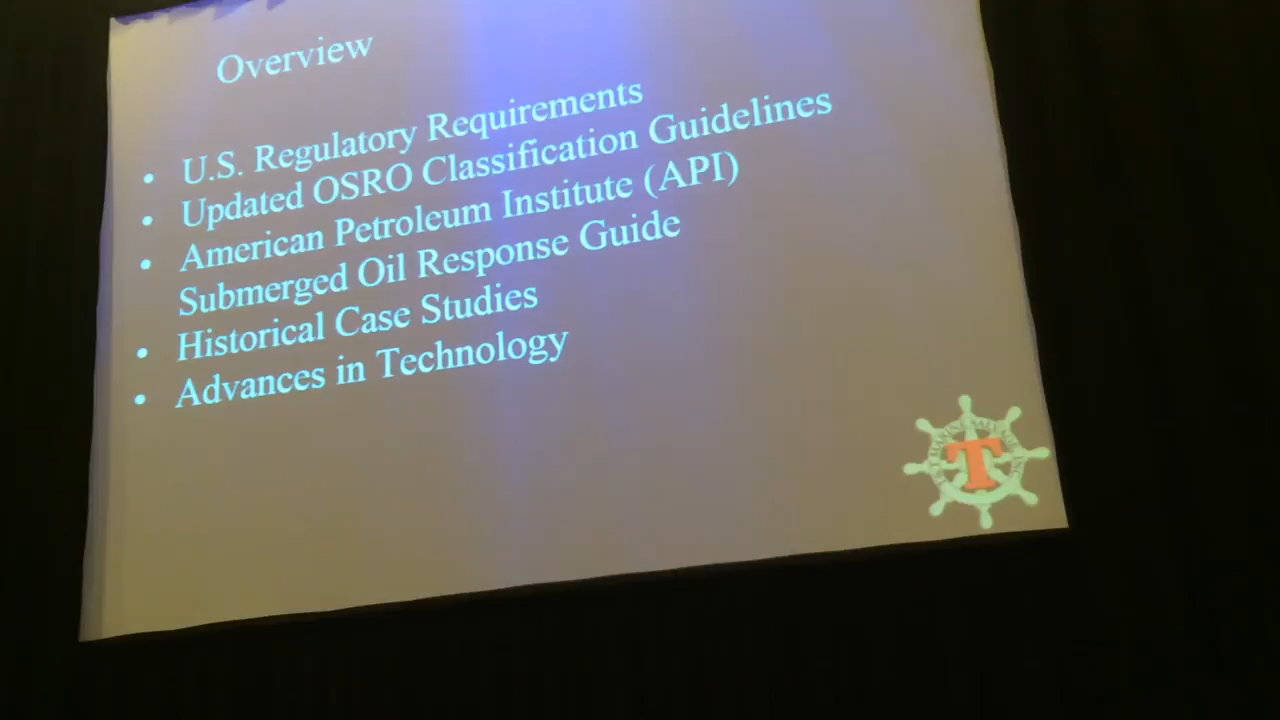 Overview
• U.S. Regulatory Requirements
• Updated OSRO Classification Guidelines
• American Petroleum Institute (API)
Submerged Oil Response Guide
• Historical Case Studies
• Advances in Technology
T